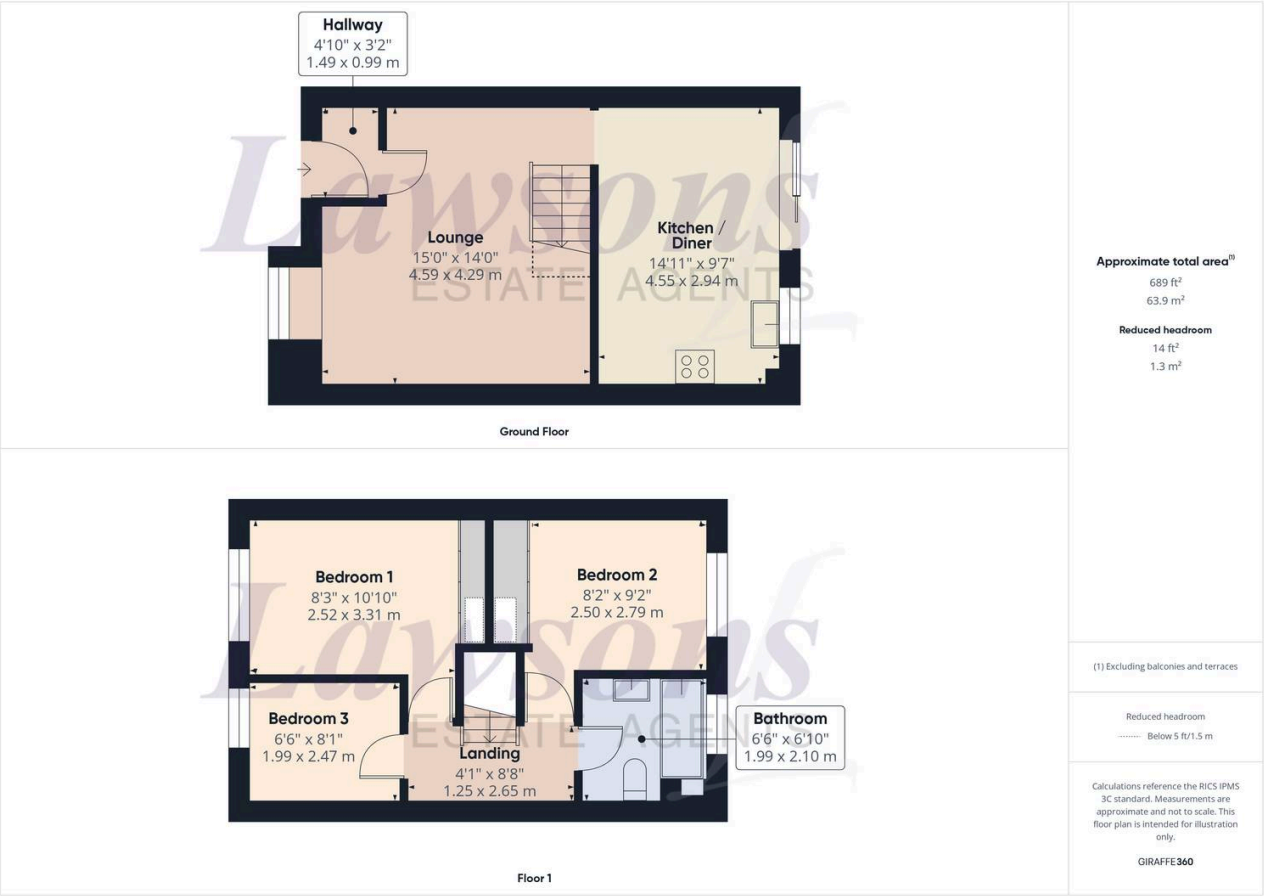 Hallway
4'10" x 3'2"
1.49 x 0.99 m
Lawsons
ESTATE AGENTS
Lounge
15'0" x 14'0"
4.59 x 4.29 m
Kitchen /
Diner
14'11" x 9'7"
4.55 x 2.94 m
Ground Floor
Lawsons
ESTATE AGENTS
Bedroom 1
8'3" x 10'10"
2.52 x 3.31 m
Bedroom 2
8'2" x 9'2"
2.50 x 2.79 m
Bedroom 3
6'6" x 8'1"
1.99 x 2.47 m
Landing
4'1" x 8'8"
1.25 x 2.65 m
Bathroom
6'6" x 6'10"
1.99 x 2.10 m
Floor 1
Approximate total area(1)
689 ft²
63.9 m²
Reduced headroom
14 ft²
1.3 m²
(1) Excluding balconies and terraces
Reduced headroom
Below 5 ft/1.5 m
Calculations reference the RICS IPMS
3C standard. Measurements are
approximate and not to scale. This
floor plan is intended for illustration
only.
GIRAFFE360